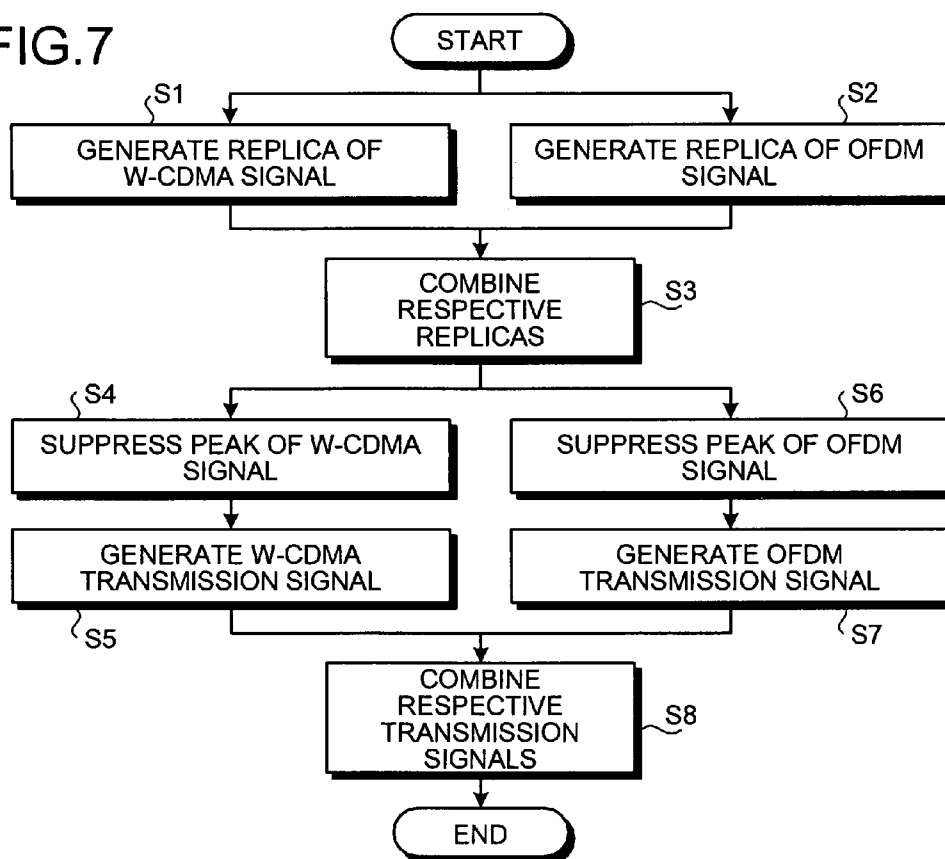 FIG.7
START
S1
S2
GENERATE REPLICA OF
W-CDMA SIGNAL
GENERATE REPLICA OF OFDM
SIGNAL
COMBINE
RESPECTIVE
REPLICAS
S3
S4
S6
SUPPRESS PEAK OF W-CDMA
SIGNAL
SUPPRESS PEAK OF OFDM
SIGNAL
GENERATE W-CDMA
TRANSMISSION SIGNAL
GENERATE OFDM
TRANSMISSION SIGNAL
S5
S7
COMBINE
RESPECTIVE
TRANSMISSION
SIGNALS
S8
END